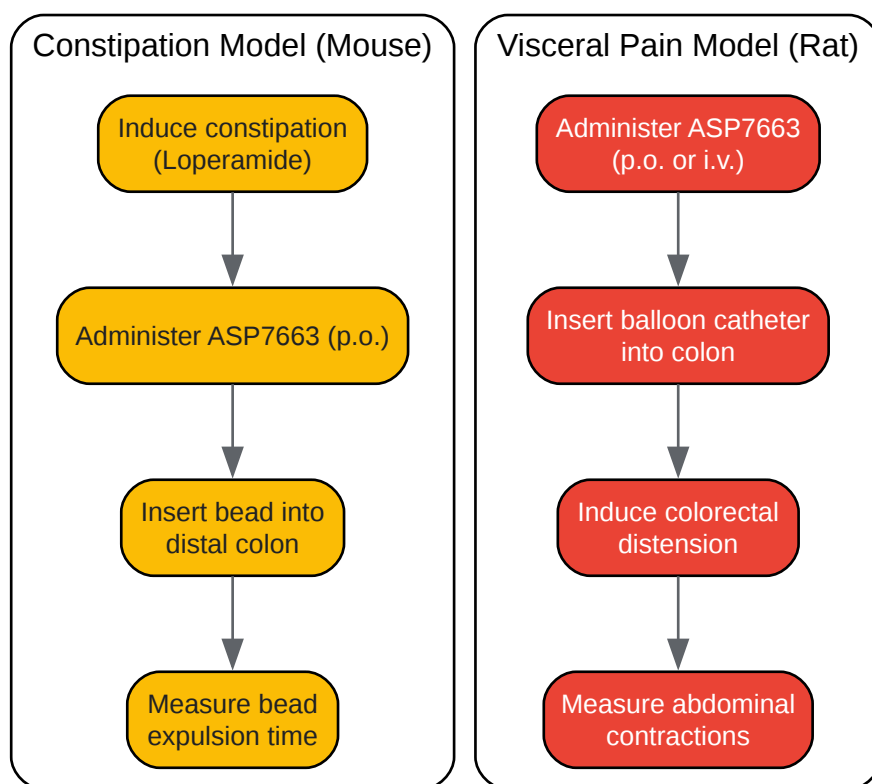 Constipation Model (Mouse)
Induce constipation
(Loperamide)
Administer ASP7663 (p.o.)
Insert bead into
distal colon
Measure bead
expulsion time
Visceral Pain Model (Rat)
Administer ASP7663
(p.o. or i.v.)
Insert balloon catheter
into colon
Induce colorectal
distension
Measure abdominal
contractions